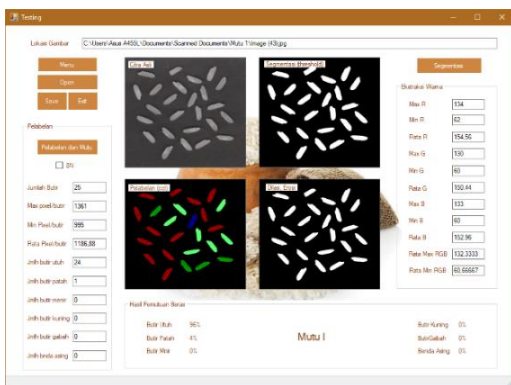 Testing
Lokasi Gambar C:\Users\Asus A455L\Documents\Scanned Documents\Mutu 1\Image (43).jpg
Menu
Open
Save Exit
Pelabelan
Pelabelan dan Mutu
Jumlah Butir 25
Max pixel/butir 1361
Min Pixel/butir 995
Rata Pixel/butir 1186,88
Jmlh butir utuh 24
Jmlh butir patah 1
Jmlh butir menir 0
Jmlh butir kuning 0
Jmlh butir gabah 0
Jmlh benda asing 0
Citra Asli
Segmentasi (threshold)
Pelabelan (ccl)
Dilasi, Erosi
Segmentasi
Ekstraksi Warna
Max R 134
Min R 62
Rata R 154,56
Max G 130
Min G 60
Rata G 150,44
Max B 133
Min B 60
Rata B 152,96
Rata Max RGB 132,3333
Rata Min RGB 60,66667
Hasil Penentuan Beras
Butir Utuh 96%
Butir Patah 4%
Butir Menir 0%
Mutu I
Butir Kuning 0%
ButirGabah 0%
Benda Asing 0%